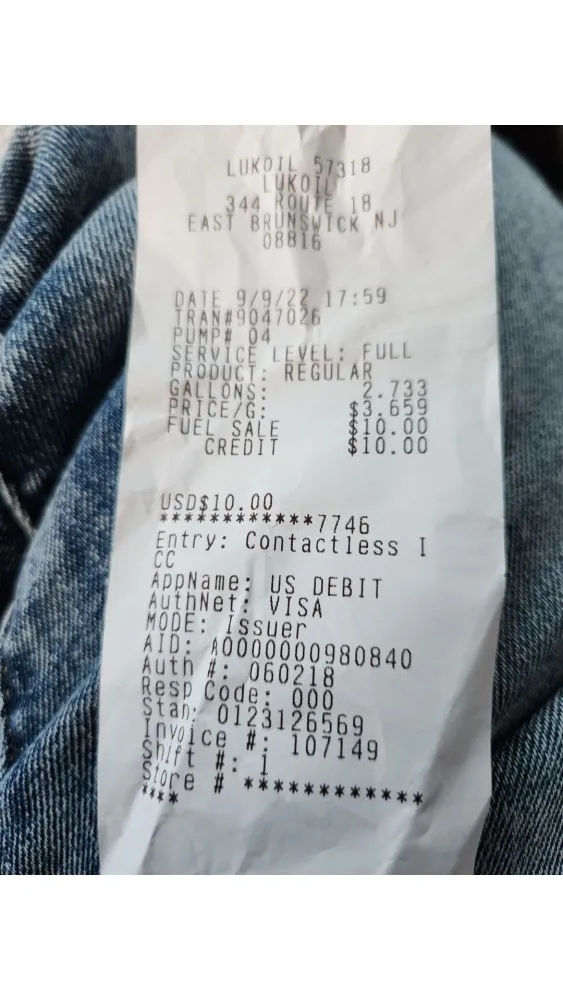 LUKOIL 57318
LUKOIL
344 ROUTE 18
EAST BRUNSWICK NJ
08816
DATE 9/9/22 17:59
TRAN#9047026
PUMP# 04
SERVICE LEVEL: FULL
PRODUCT: REGULAR
GALLONS: 2.733
PRICE/G: $3.659
FUEL SALE $10.00
CREDIT $10.00
USD$10.00
************7746
Entry: Contactless I
CC
AppName: US DEBIT
AuthNet: VISA
MODE: Issuer
AID: A0000000980840
Auth #: 060218
Resp Code: 000
Stan: 0123126569
Invoice #: 107149
Shift #: 1
Store # ************
****